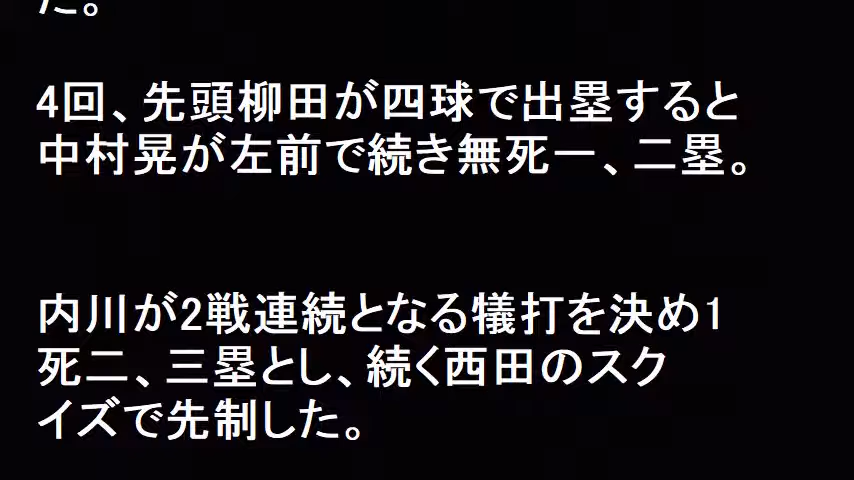 た。
4回、先頭柳田が四球で出塁すると
中村晃が左前で続き無死一、二塁。
内川が2戦連続となる犠打を決め1
死二、三塁とし、続く西田のスク
イズで先制した。